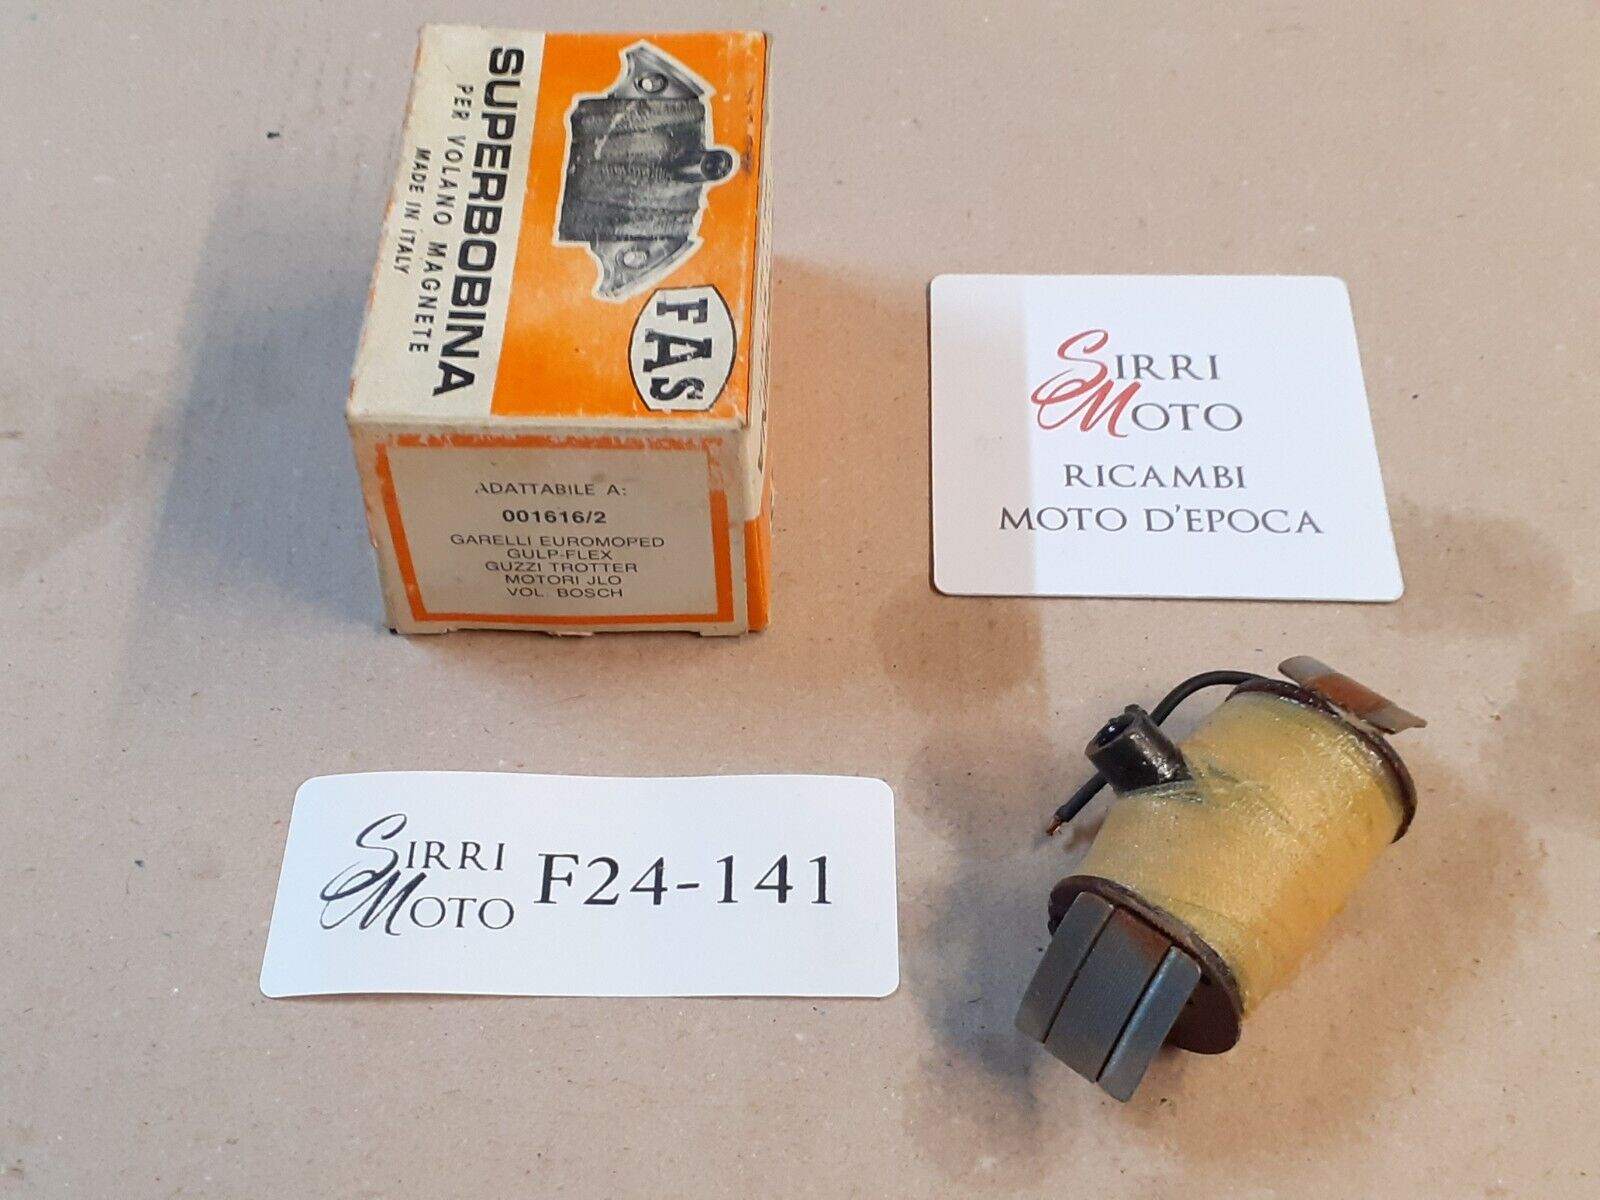 SUPERBOBINA
PER VOLANO MAGNETE
MADE IN ITALY
FAS
ADATTABILE A:
001616/2
GARELLI EUROMOPED
GULP-FLEX
GUZZI TROTTER
MOTORI JLO
VOL. BOSCH
SIRRI
MOTO
RICAMBI
MOTO D'EPOCA
SIRRI
MOTO
F24-141